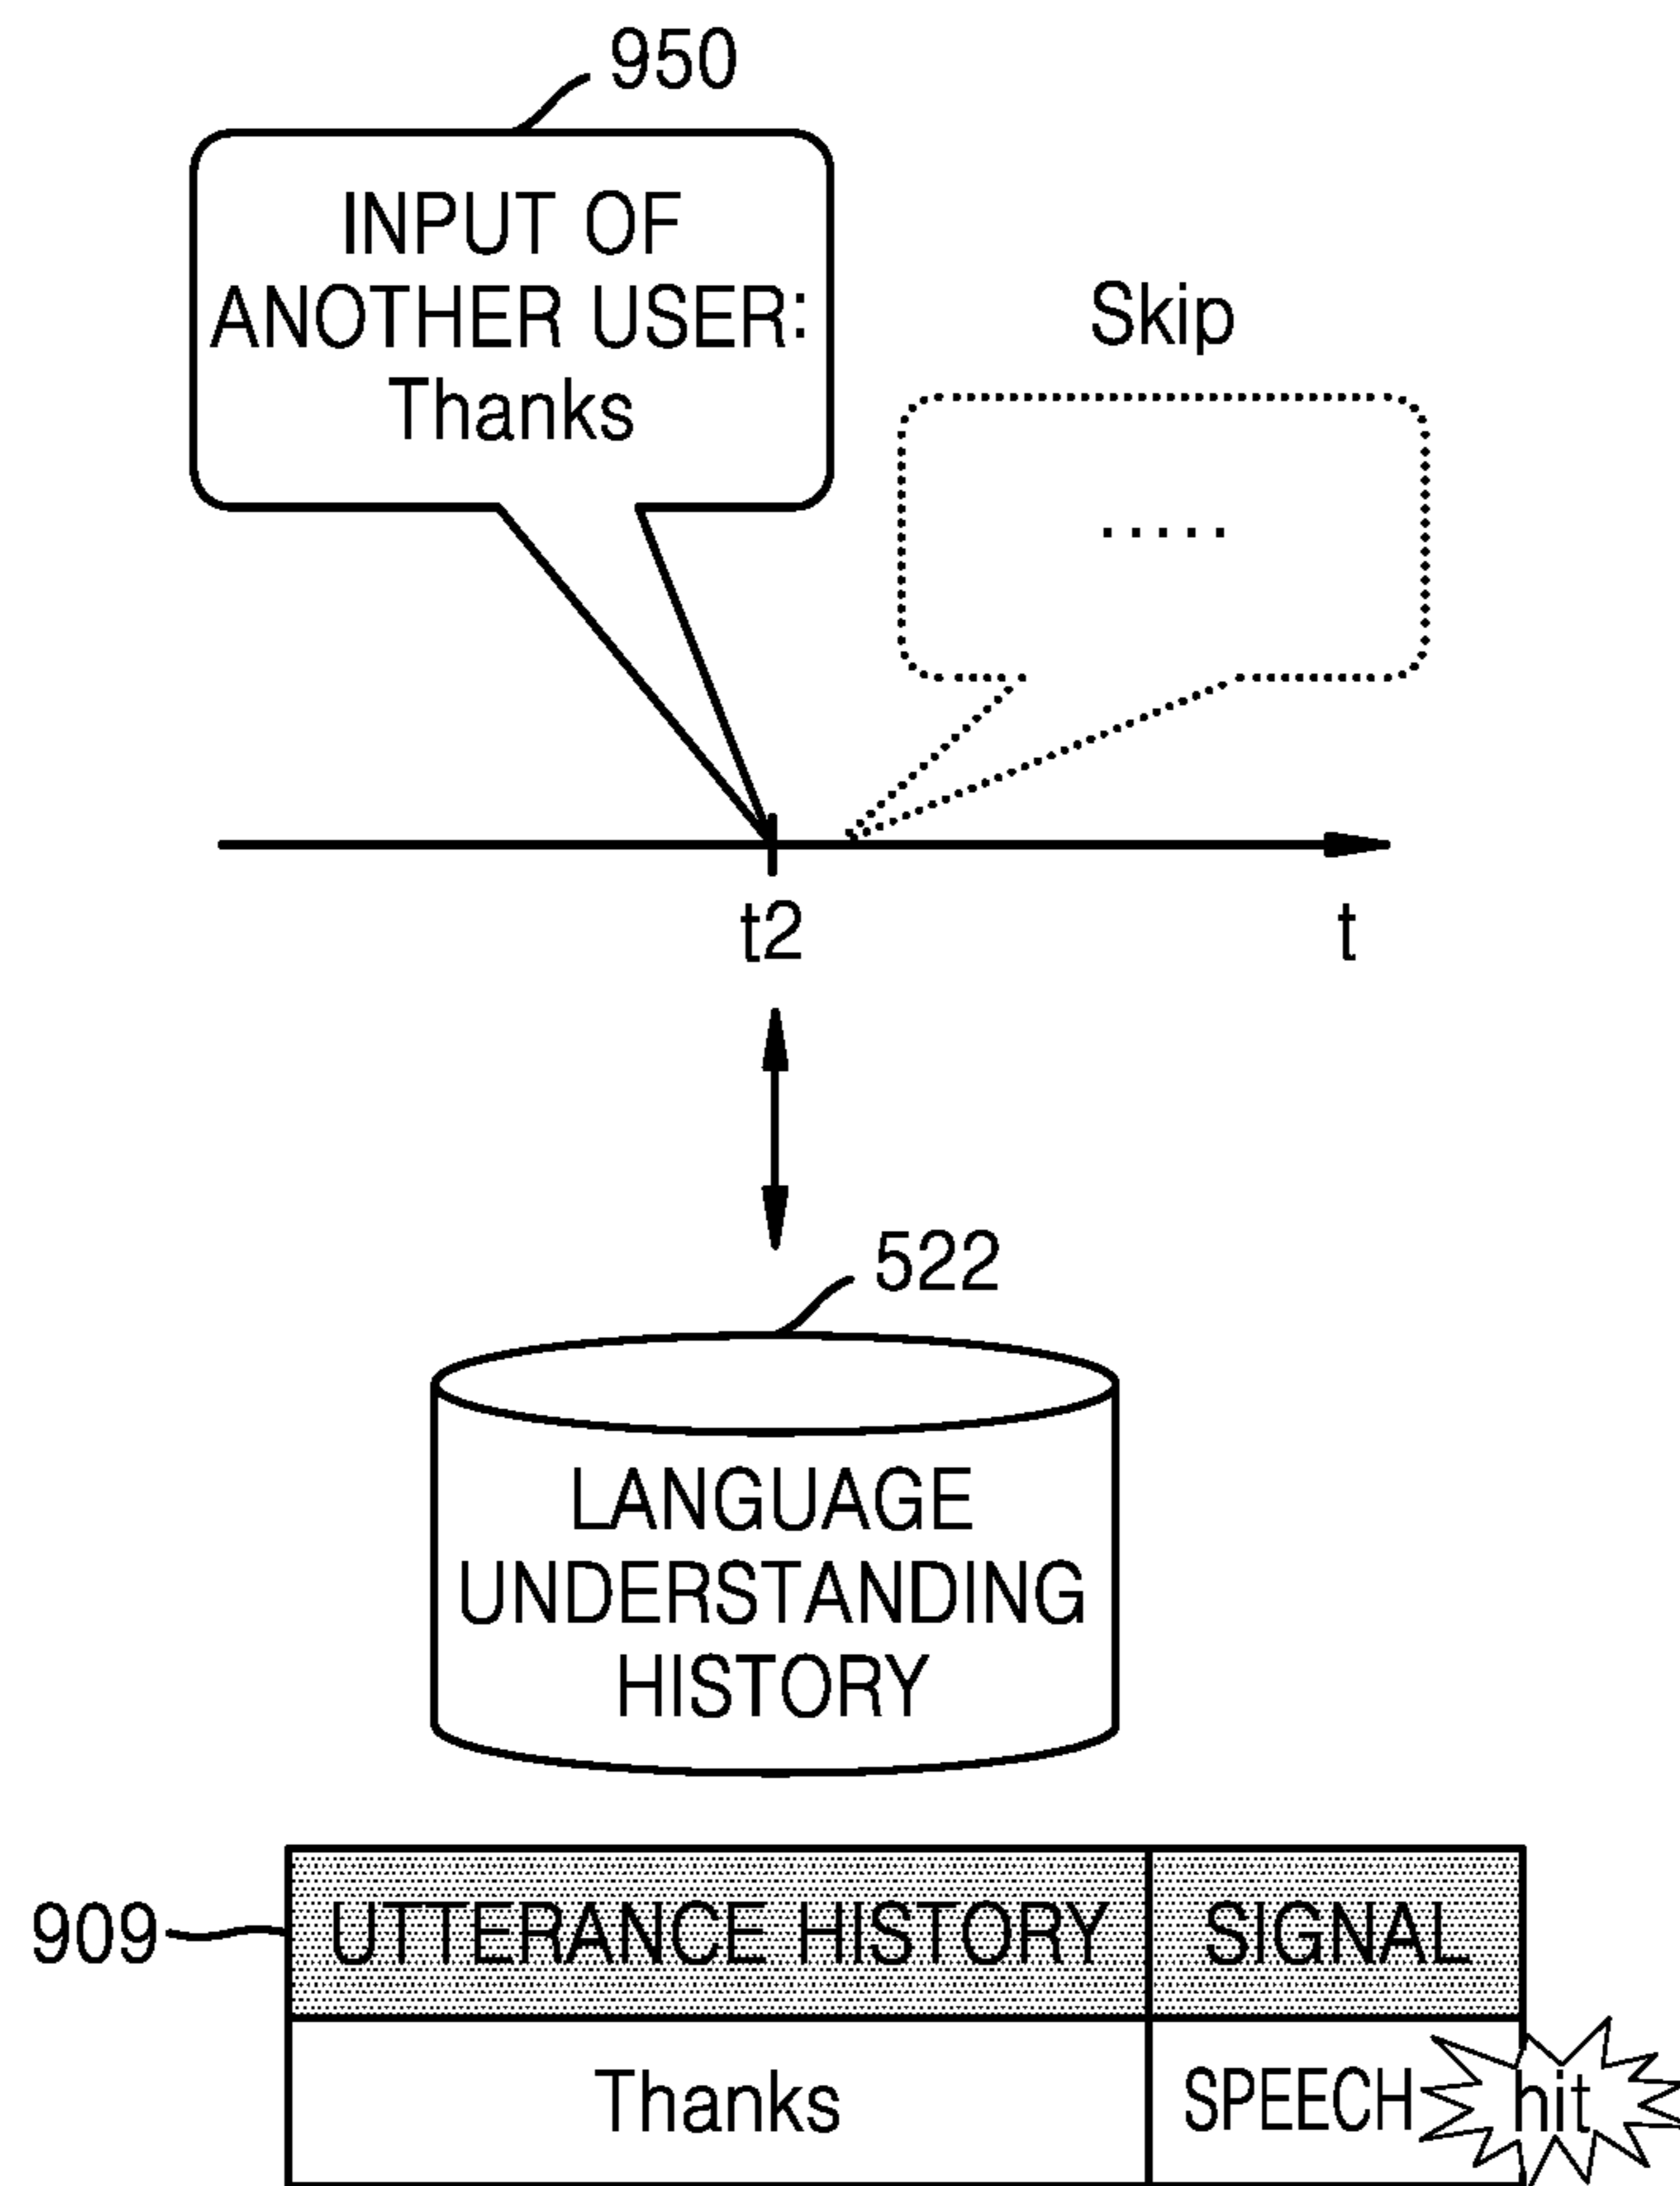 950
INPUT OF
ANOTHER USER:
Thanks
Skip
.....
t2
t
522
LANGUAGE
UNDERSTANDING
HISTORY
909
UTTERANCE HISTORY SIGNAL
Thanks SPEECH hit